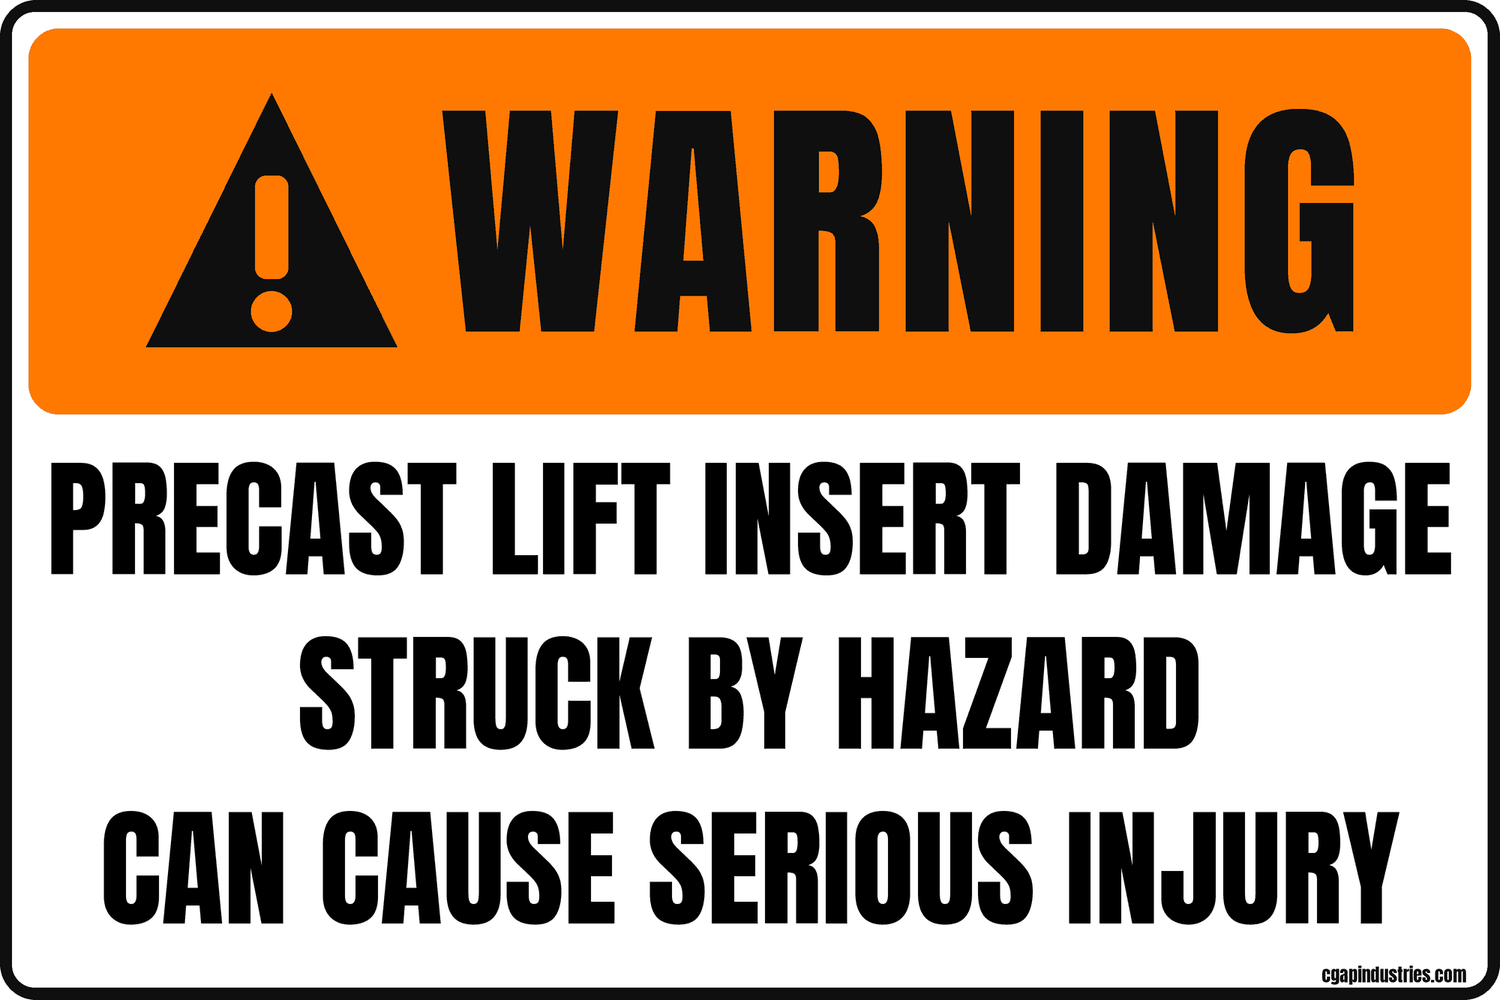 WARNING
PRECAST LIFT INSERT DAMAGE
STRUCK BY HAZARD
CAN CAUSE SERIOUS INJURY
cgapindustries.com